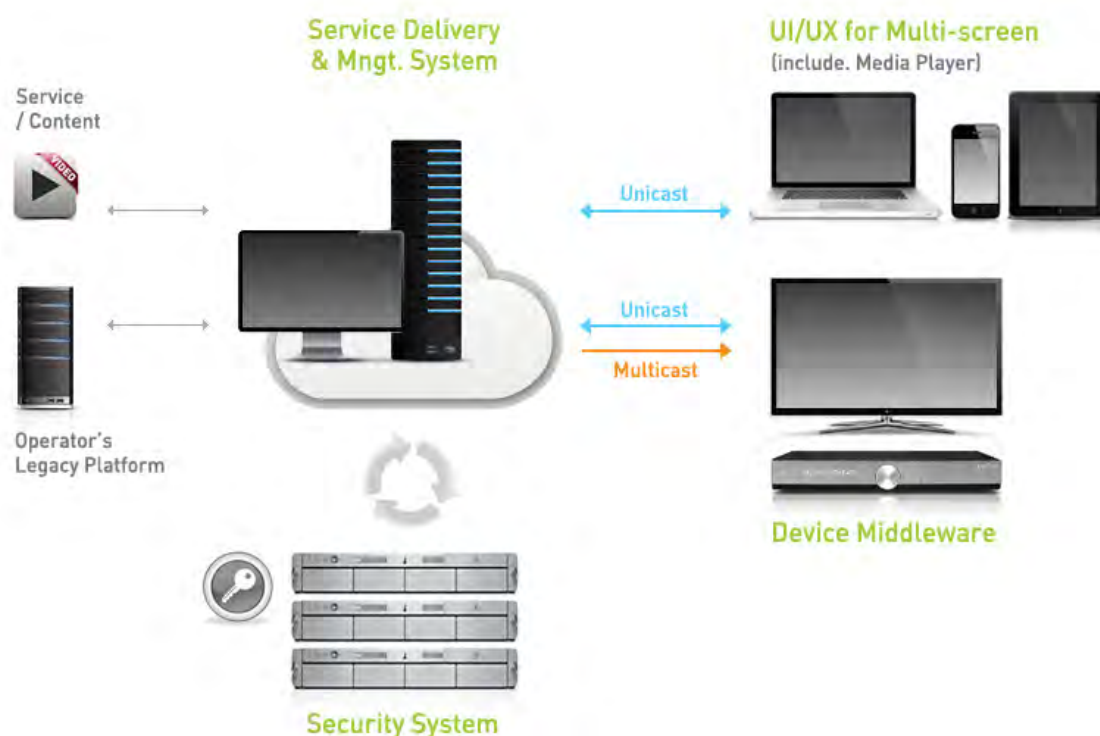 Service Delivery
& Mngt. System
UI/UX for Multi-screen
(include. Media Player)
Service
/ Content
VIDEO
Unicast
Unicast
Multicast
Operator's
Legacy Platform
Device Middleware
Security System